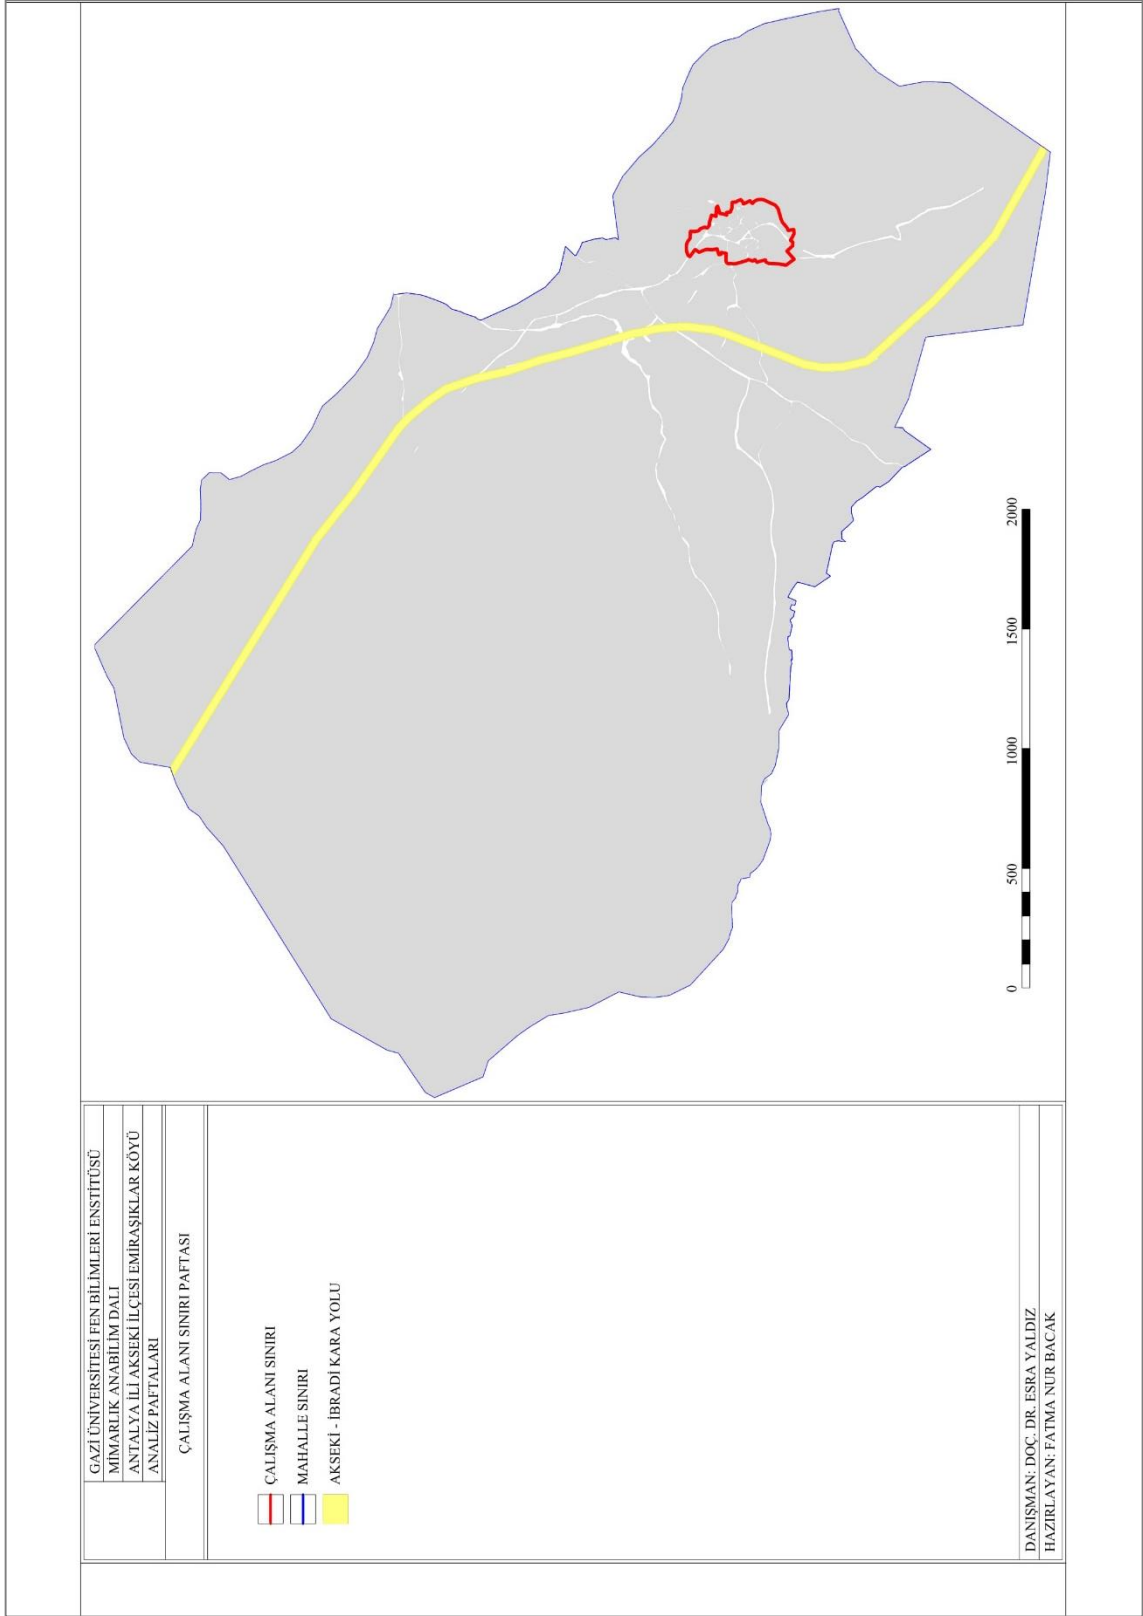 GAZİ ÜNİVERSİTESİ FEN BİLİMLERİ ENSTİTÜSÜ
MİMARLIK ANABİLİM DALI
ANTALYA İLİ AKSEKİ İLÇESİ EMİRAŞIKLAR KÖYÜ
ANALİZ PAFTALARI
ÇALIŞMA ALANI SINIRI PAFTASI
ÇALIŞMA ALANI SINIRI
MAHALLE SINIRI
AKSEKİ - İBRADİ KARA YOLU
DANIŞMAN: DOÇ. DR. ESRA YALDIZ
HAZIRLAYAN: FATMA NUR BACAK
0 500 1000 1500 2000